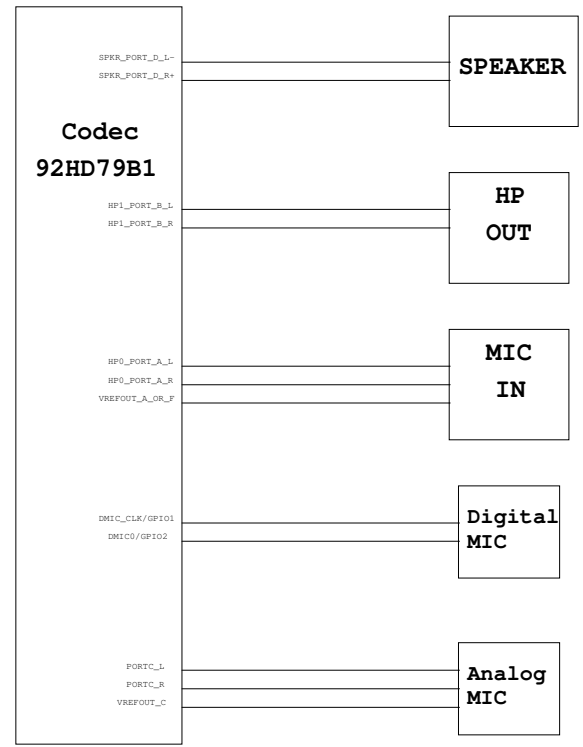 SPKR_PORT_D_L-
SPKR_PORT_D_R+
SPEAKER
Codec
92HD79B1
HP1_PORT_B_L
HP1_PORT_B_R
HP
OUT
HP0_PORT_A_L
HP0_PORT_A_R
VREFOUT_A_OR_F
MIC
IN
DMIC_CLK/GPIO1
DMIC0/GPIO2
Digital
MIC
PORTC_L
PORTC_R
VREFOUT_C
Analog
MIC